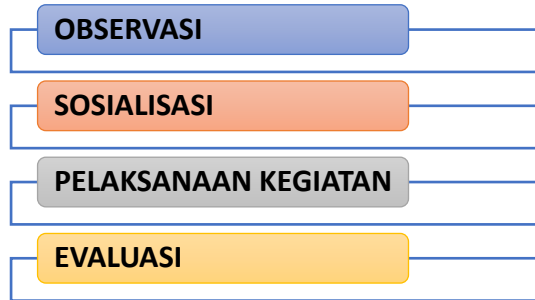 OBSERVASI
SOSIALISASI
PELAKSANAAN KEGIATAN
EVALUASI